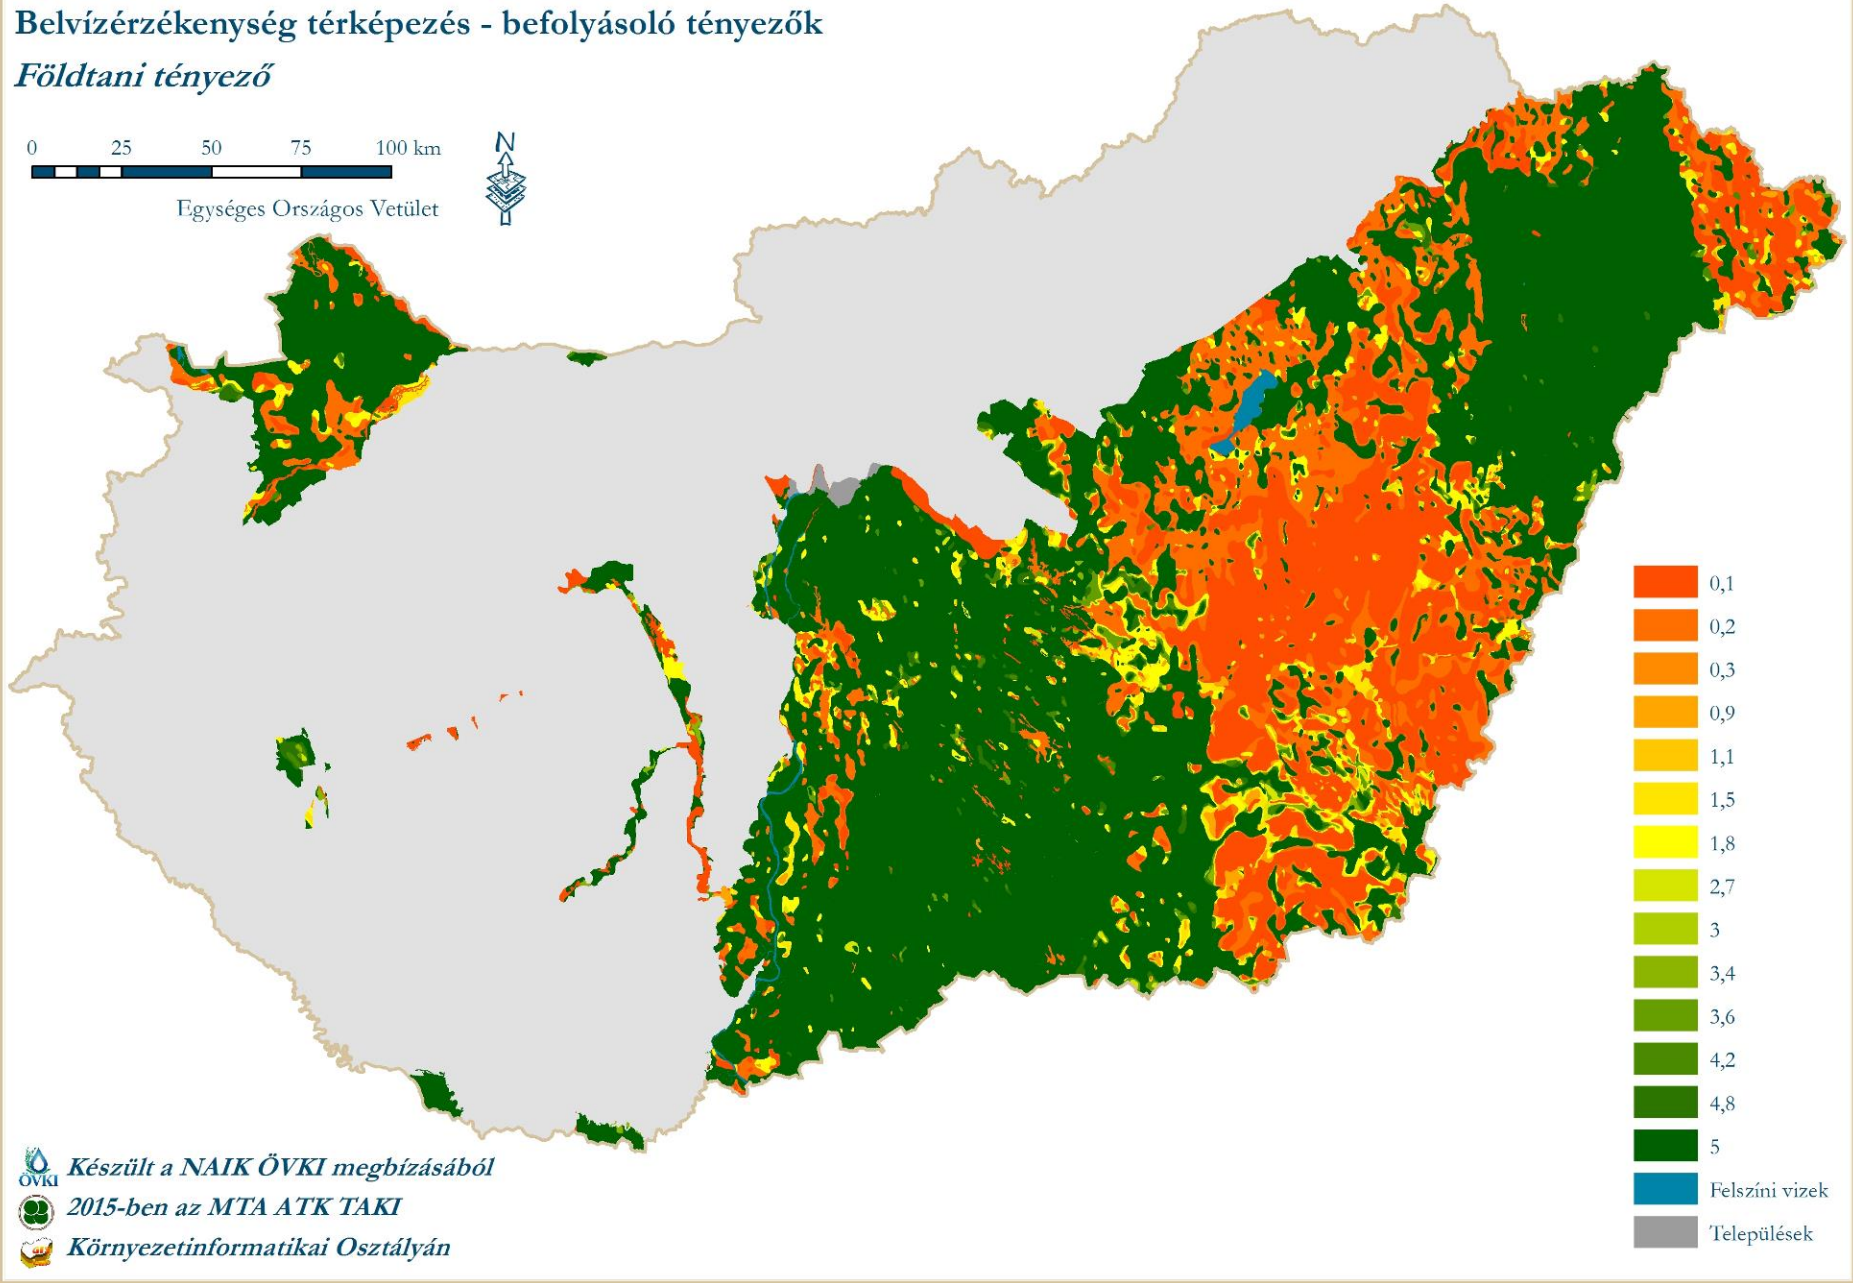 Belvízérzékenység térképezés - befolyásoló tényezők
Földtani tényező
0 25 50 75 100 km
N
Egységes Országos Vetület
0,1
0,2
0,3
0,9
1,1
1,5
1,8
2,7
3
3,4
3,6
4,2
4,8
5
Felszíni vizek
Települések
Készült a NAIK ÖVKI megbízásából
ÖVKI
2015-ben az MTA ATK TAKI
Környezetinformatikai Osztályán